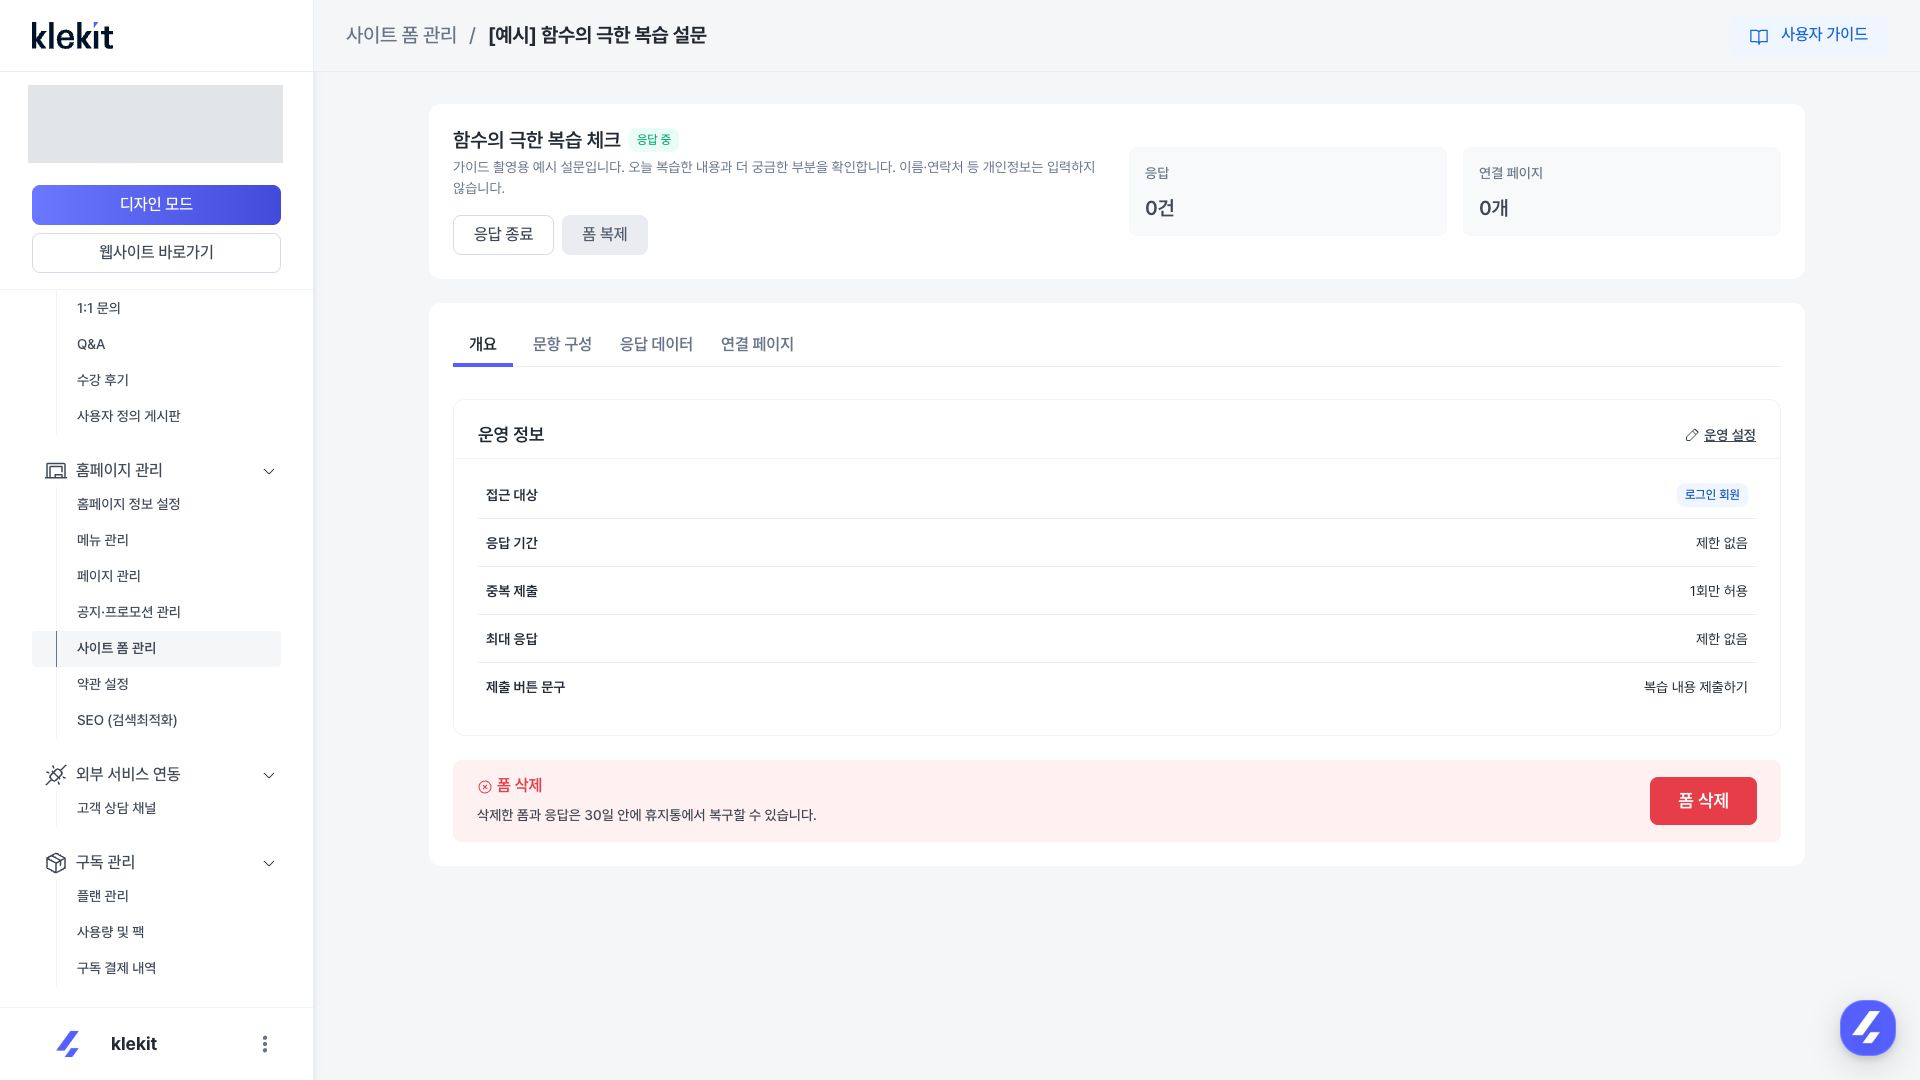 klekit
사이트 폼 관리 / [예시] 함수의 극한 복습 설문
사용자 가이드
디자인 모드
웹사이트 바로가기
1:1 문의
Q&A
수강 후기
사용자 정의 게시판
홈페이지 관리
홈페이지 정보 설정
메뉴 관리
페이지 관리
공지·프로모션 관리
사이트 폼 관리
약관 설정
SEO (검색최적화)
외부 서비스 연동
고객 상담 채널
구독 관리
플랜 관리
사용량 및 팩
구독 결제 내역
klekit
함수의 극한 복습 체크 응답 중
가이드 촬영용 예시 설문입니다. 오늘 복습한 내용과 더 궁금한 부분을 확인합니다. 이름·연락처 등 개인정보는 입력하지
않습니다.
응답 종료 폼 복제
응답
0건
연결 페이지
0개
개요 문항 구성 응답 데이터 연결 페이지
운영 정보 운영 설정
접근 대상 로그인 회원
응답 기간 제한 없음
중복 제출 1회만 허용
최대 응답 제한 없음
제출 버튼 문구 복습 내용 제출하기
폼 삭제
삭제한 폼과 응답은 30일 안에 휴지통에서 복구할 수 있습니다.
폼 삭제